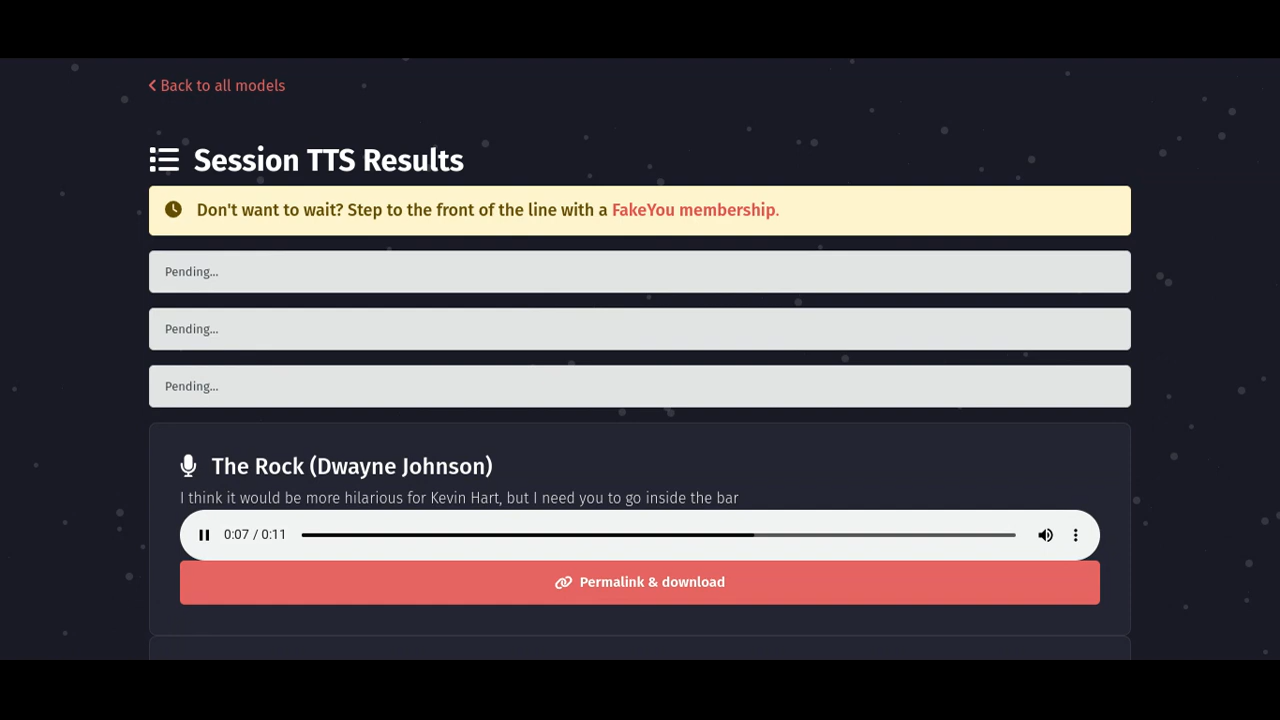 Back to all models
Session TTS Results
Don't want to wait? Step to the front of the line with a FakeYou membership.
Pending...
Pending...
Pending...
The Rock (Dwayne Johnson)
I think it would be more hilarious for Kevin Hart, but I need you to go inside the bar
0:07 / 0:11
Permalink & download